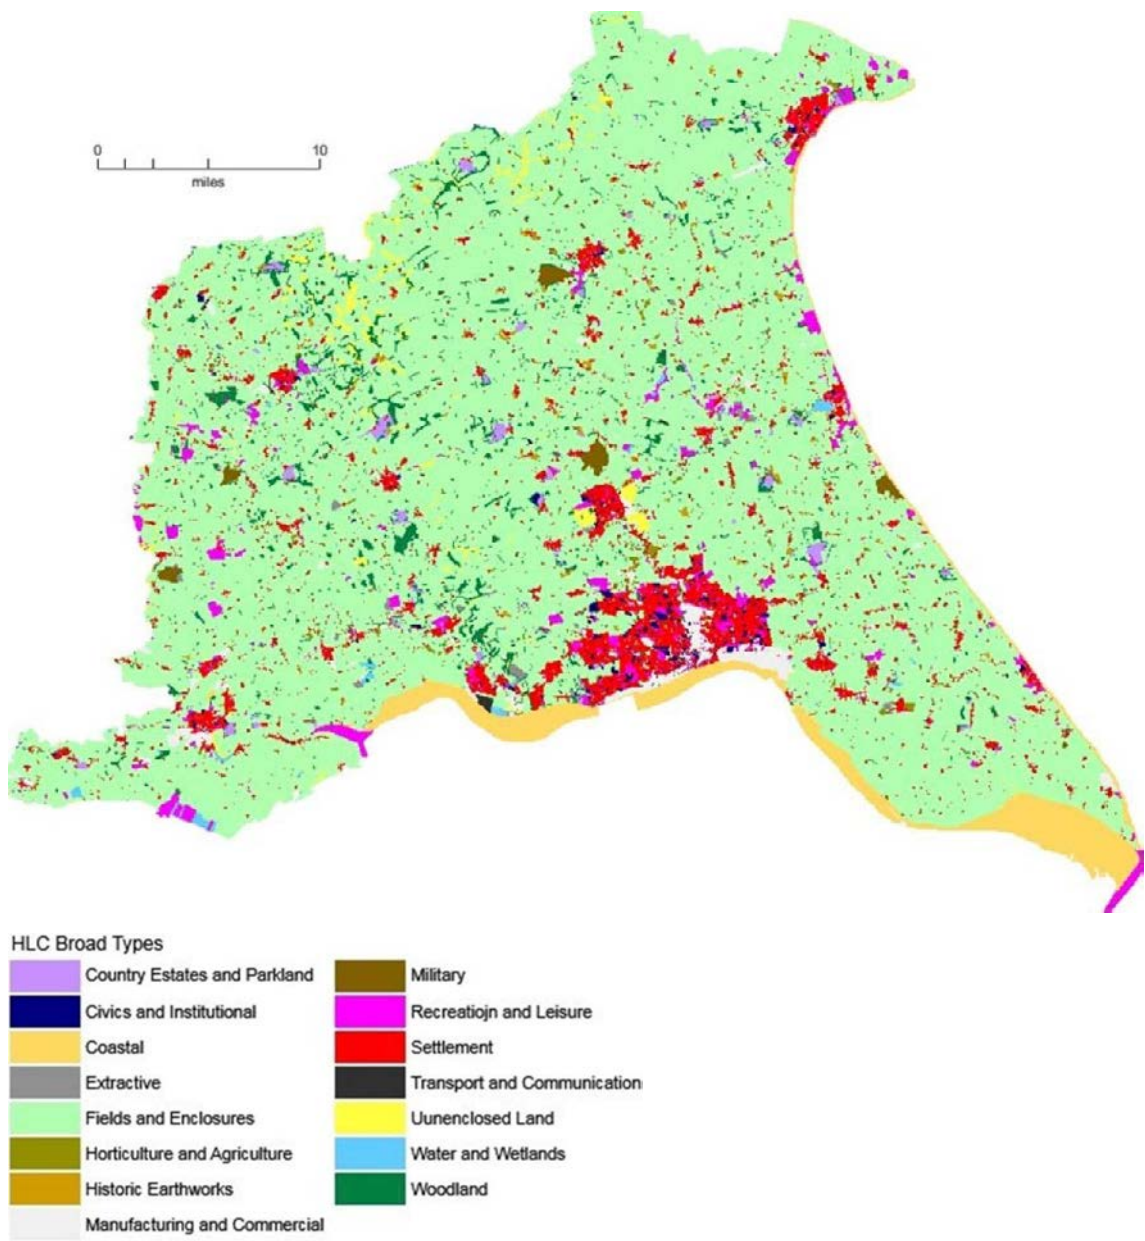 0 10
miles
HLC Broad Types
Country Estates and Parkland
Civics and Institutional
Coastal
Extractive
Fields and Enclosures
Horticulture and Agriculture
Historic Earthworks
Manufacturing and Commercial
Military
Recreatiojn and Leisure
Settlement
Transport and Communication
Uunenclosed Land
Water and Wetlands
Woodland